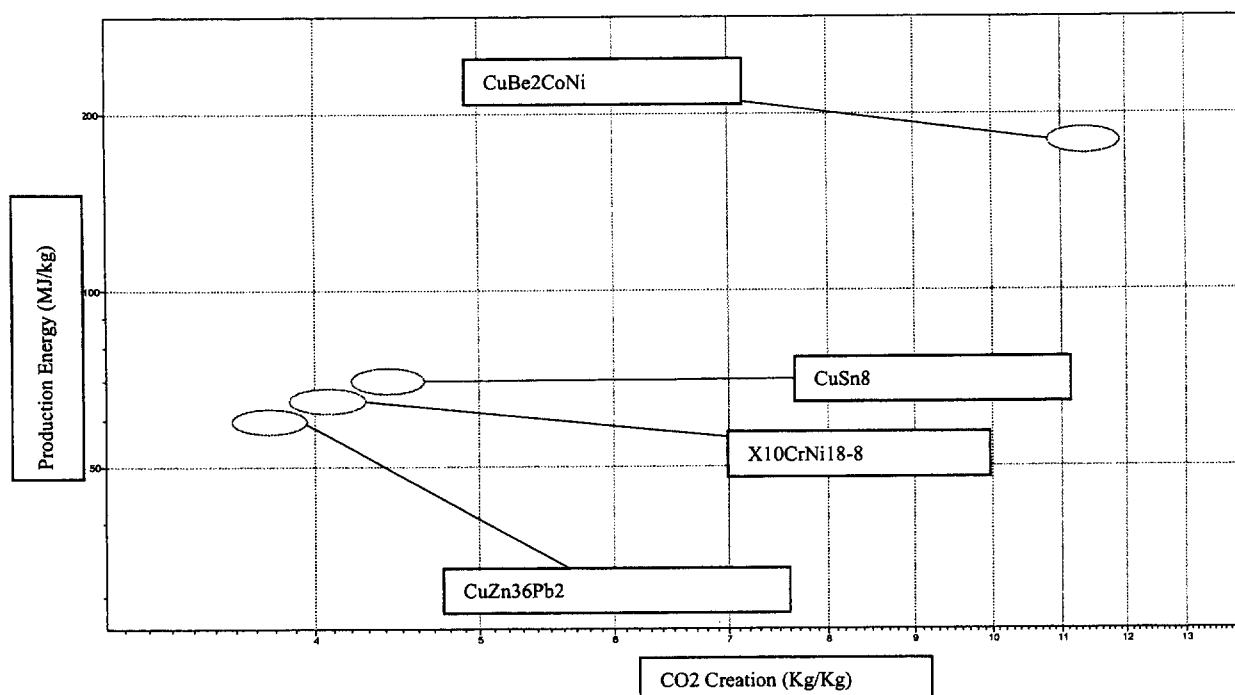 CuBe2CoNi
200
Production Energy (MJ/kg)
100
CuSn8
X10CrNi18-8
50
CuZn36Pb2
4 5 6 7 8 9 10 11 12 13
CO2 Creation (Kg/Kg)